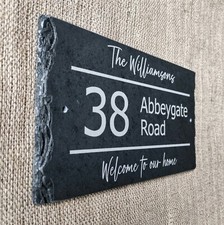 The Williamsons
38 Abbeygate
Road
Welcome to our home